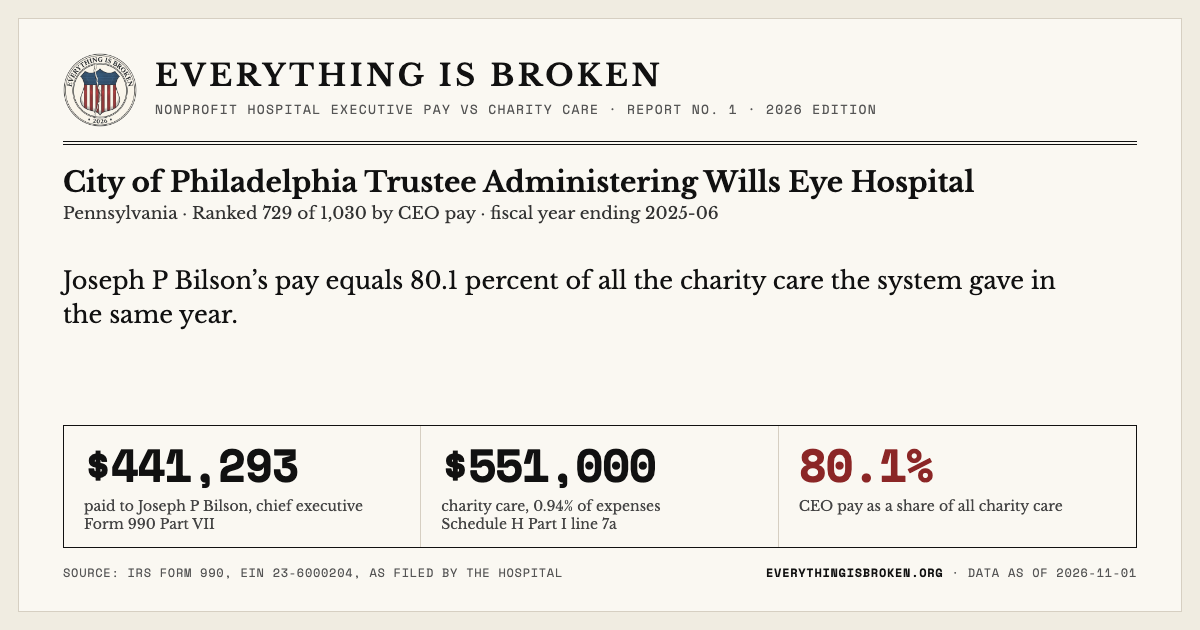 EVERYTHING IS BROKEN
2026
EVERYTHING IS BROKEN
NONPROFIT HOSPITAL EXECUTIVE PAY VS CHARITY CARE · REPORT NO. 1 · 2026 EDITION
City of Philadelphia Trustee Administering Wills Eye Hospital
Pennsylvania · Ranked 729 of 1,030 by CEO pay · fiscal year ending 2025-06
Joseph P Bilson’s pay equals 80.1 percent of all the charity care the system gave in
the same year.
$441,293
paid to Joseph P Bilson, chief executive
Form 990 Part VII
$551,000
charity care, 0.94% of expenses
Schedule H Part I line 7a
80.1%
CEO pay as a share of all charity care
SOURCE: IRS FORM 990, EIN 23-6000204, AS FILED BY THE HOSPITAL
EVERYTHINGISBROKEN.ORG · DATA AS OF 2026-11-01